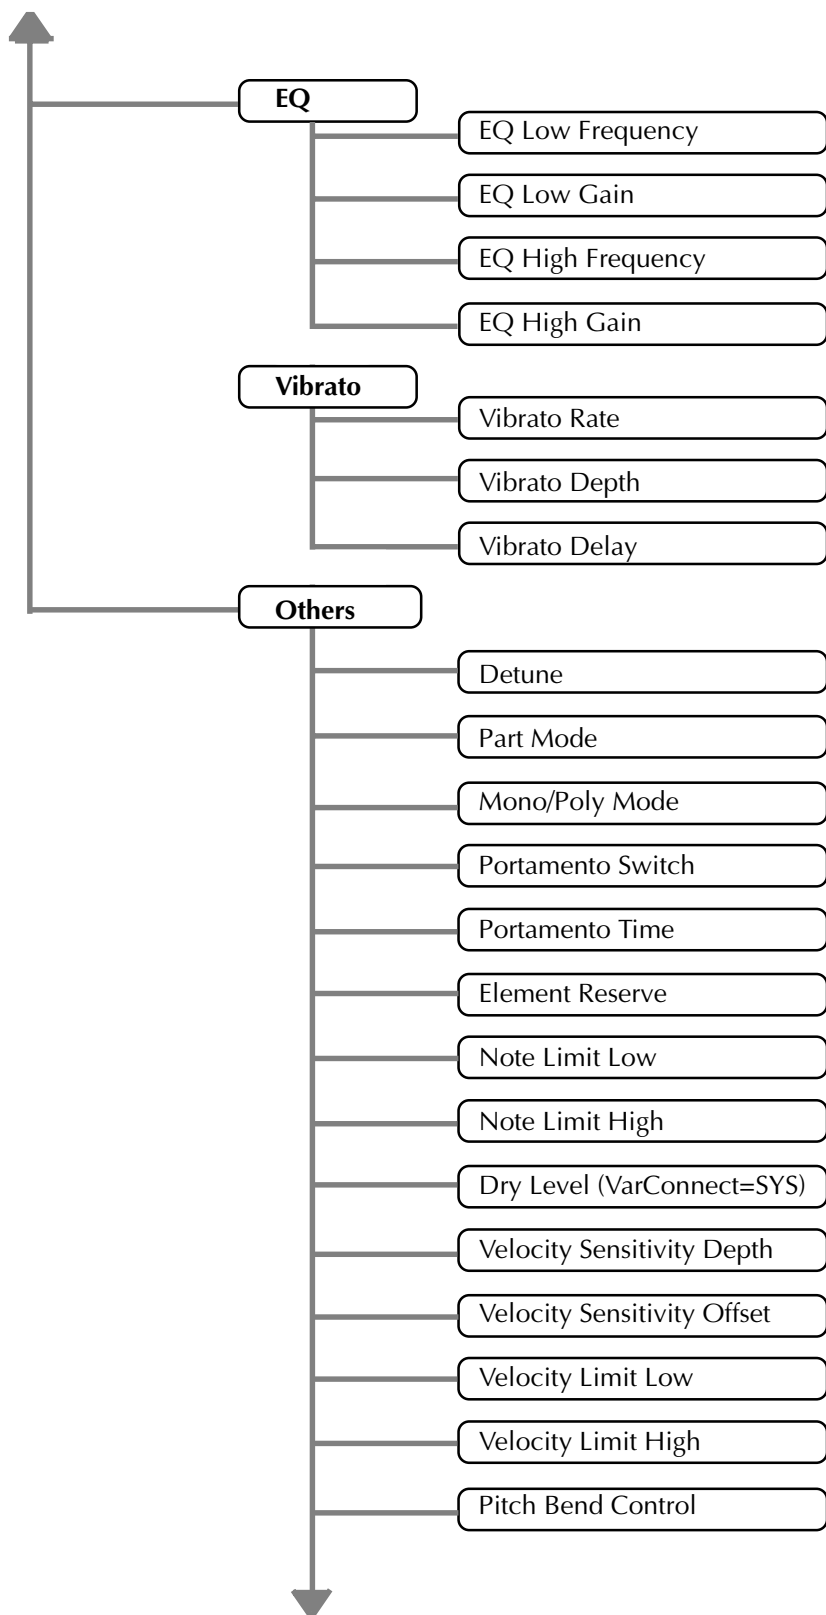 EQ
EQ Low Frequency
EQ Low Gain
EQ High Frequency
EQ High Gain
Vibrato
Vibrato Rate
Vibrato Depth
Vibrato Delay
Others
Detune
Part Mode
Mono/Poly Mode
Portamento Switch
Portamento Time
Element Reserve
Note Limit Low
Note Limit High
Dry Level (VarConnect=SYS)
Velocity Sensitivity Depth
Velocity Sensitivity Offset
Velocity Limit Low
Velocity Limit High
Pitch Bend Control